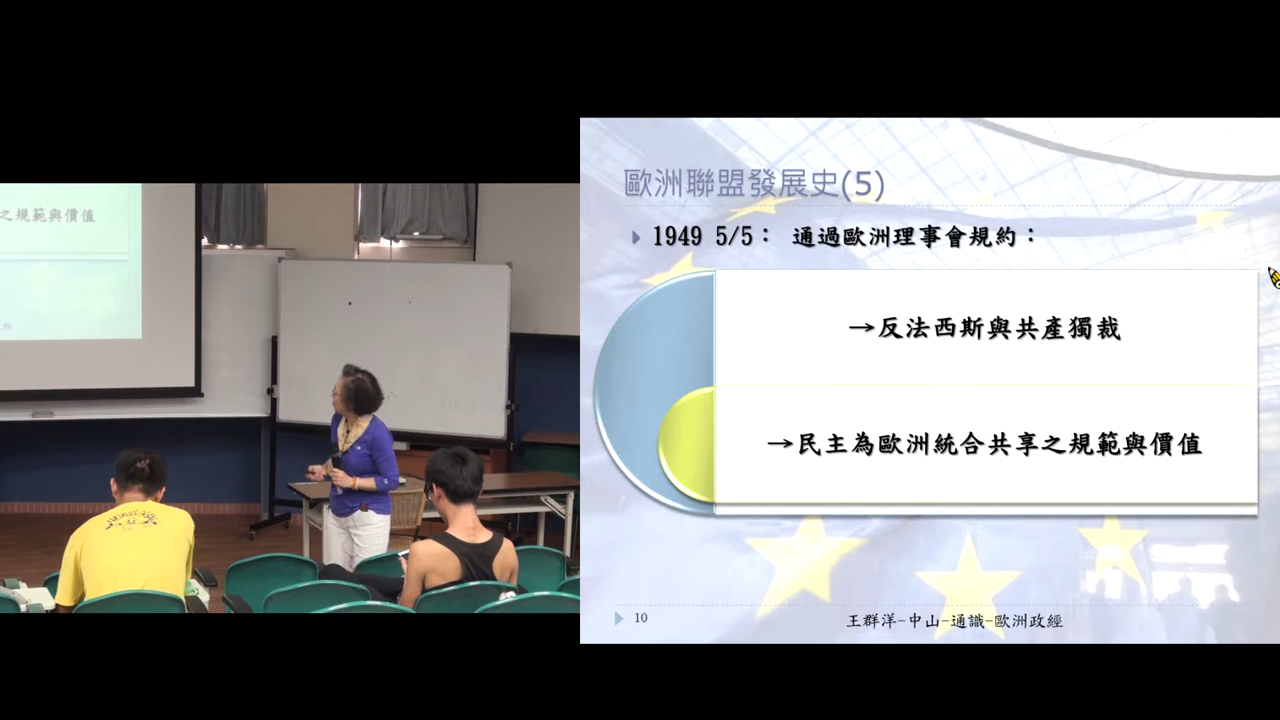 之規範與價值
歐洲聯盟發展史(5)
1949 5/5： 通過歐洲理事會規約：
→反法西斯與共產獨裁
→民主為歐洲統合共享之規範與價值
10
王群洋-中山-通識-歐洲政經